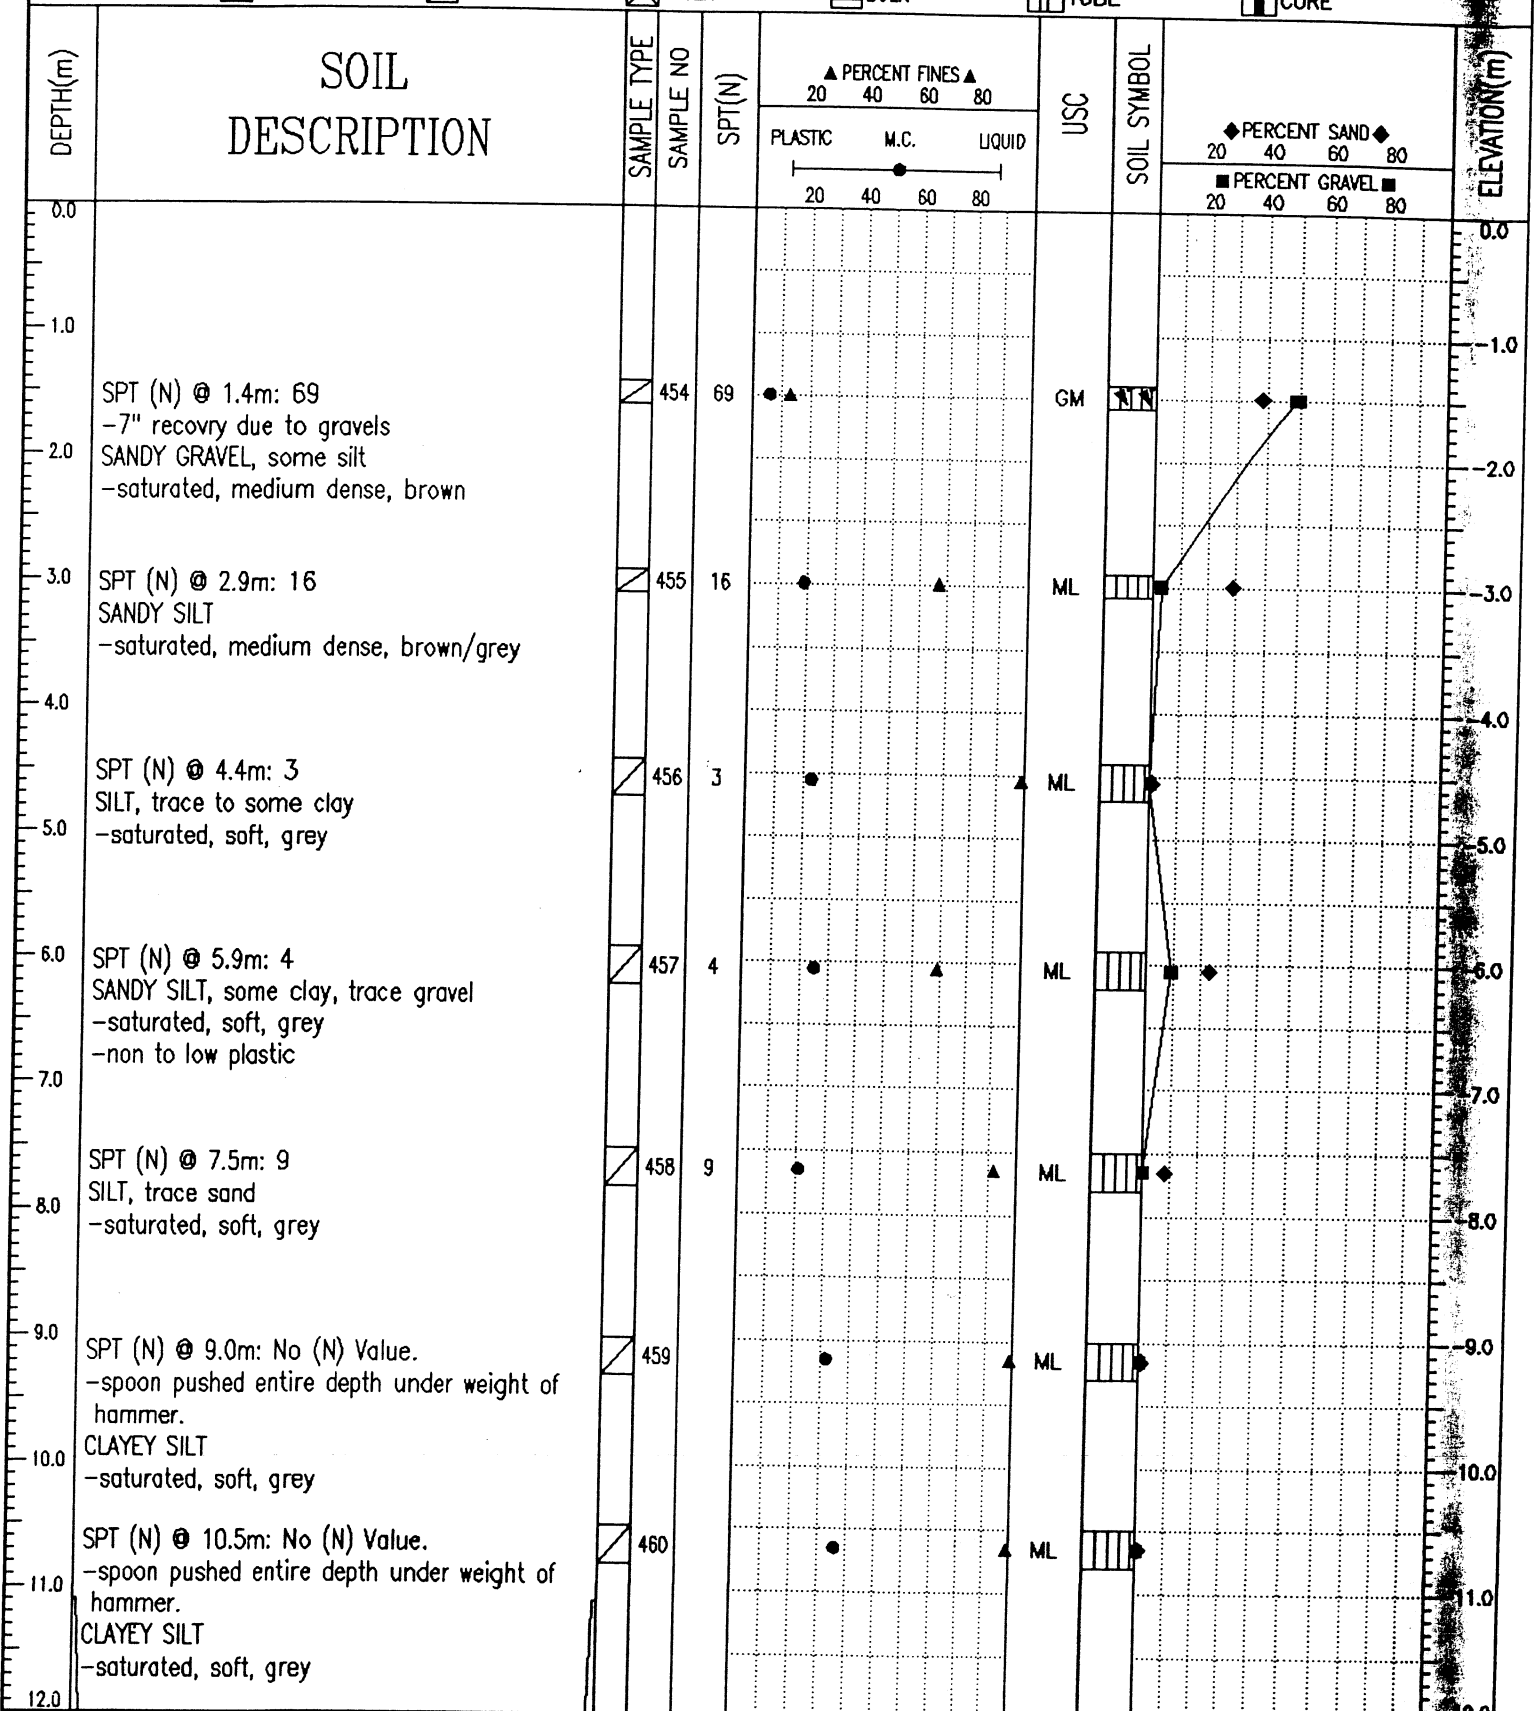 TUBE
CORE
DEPTH(m)
SOIL
DESCRIPTION
SAMPLE TYPE
SAMPLE NO
SPT(N)
▲ PERCENT FINES ▲
20 40 60 80
PLASTIC M.C. LIQUID
20 40 60 80
USC
SOIL SYMBOL
◆PERCENT SAND◆
20 40 60 80
■PERCENT GRAVEL■
20 40 60 80
ELEVATION(m)
0.0 0.0
1.0 -1.0
SPT (N) @ 1.4m: 69 454 69 GM
-7" recovry due to gravels
2.0 SANDY GRAVEL, some silt -2.0
-saturated, medium dense, brown
3.0 SPT (N) @ 2.9m: 16 455 16 ML -3.0
SANDY SILT
-saturated, medium dense, brown/grey
4.0 -4.0
SPT (N) @ 4.4m: 3 456 3 ML
SILT, trace to some clay
5.0 -saturated, soft, grey -5.0
6.0 SPT (N) @ 5.9m: 4 457 4 ML -6.0
SANDY SILT, some clay, trace gravel
-saturated, soft, grey
-non to low plastic
7.0 -7.0
SPT (N) @ 7.5m: 9 458 9 ML
SILT, trace sand
8.0 -saturated, soft, grey -8.0
9.0 -9.0
SPT (N) @ 9.0m: No (N) Value. 459 ML
-spoon pushed entire depth under weight of
hammer.
CLAYEY SILT
10.0 -saturated, soft, grey -10.0
SPT (N) @ 10.5m: No (N) Value. 460 ML
-spoon pushed entire depth under weight of
11.0 hammer. -11.0
CLAYEY SILT
-saturated, soft, grey
12.0